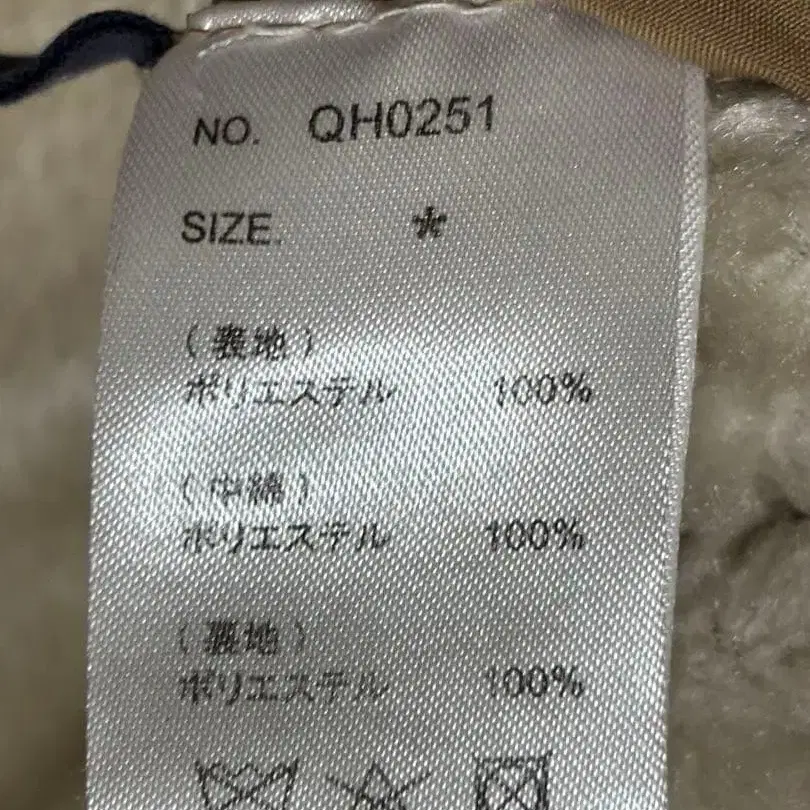 NO. QH0251
SIZE. *
(表地)
ポリエステル 100%
(中綿)
ポリエステル 100%
(裏地)
ポリエステル 100%